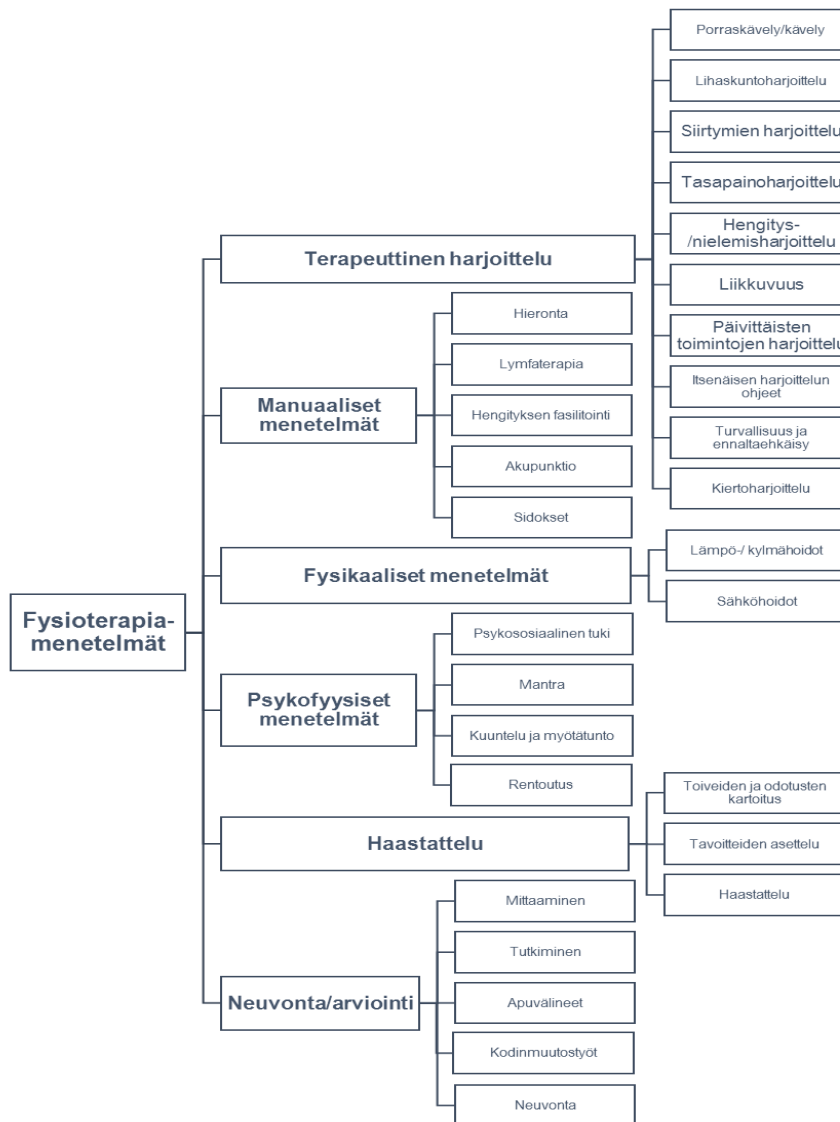 Fysioterapia-
menetelmät
Terapeuttinen harjoittelu
Porraskävely/kävely
Lihaskuntoharjoittelu
Siirtymien harjoittelu
Tasapainoharjoittelu
Hengitys-
/nielemisharjoittelu
Liikkuvuus
Päivittäisten
toimintojen harjoittelu
Itsenäisen harjoittelun
ohjeet
Turvallisuus ja
ennaltaehkäisy
Kiertoharjoittelu
Manuaaliset
menetelmät
Hieronta
Lymfaterapia
Hengityksen fasilitointi
Akupunktio
Sidokset
Fysikaaliset menetelmät
Lämpö-/ kylmähoidot
Sähköhoidot
Psykofyysiset
menetelmät
Psykososiaalinen tuki
Mantra
Kuuntelu ja myötätunto
Rentoutus
Haastattelu
Toiveiden ja odotusten
kartoitus
Tavoitteiden asettelu
Haastattelu
Neuvonta/arviointi
Mittaaminen
Tutkiminen
Apuvälineet
Kodinmuutostyöt
Neuvonta